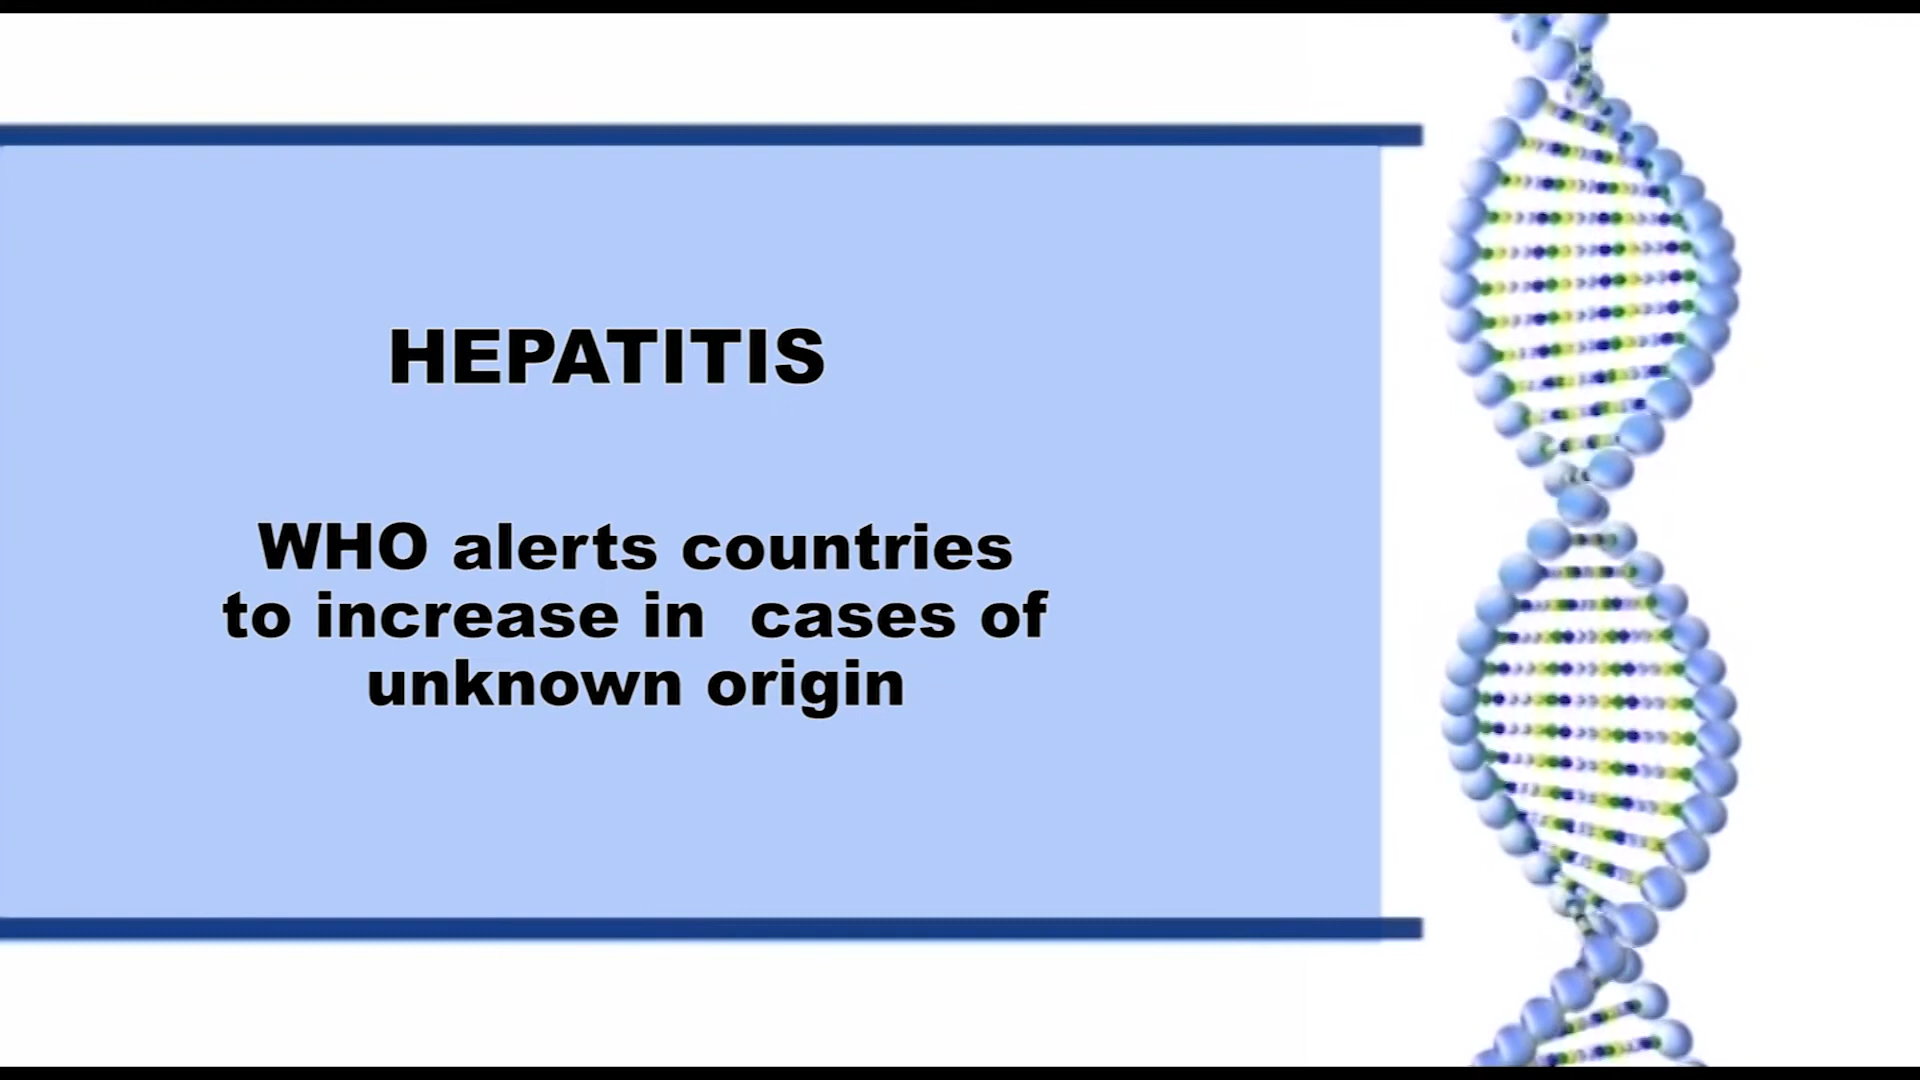 HEPATITIS
WHO alerts countries
to increase in  cases of
unknown origin